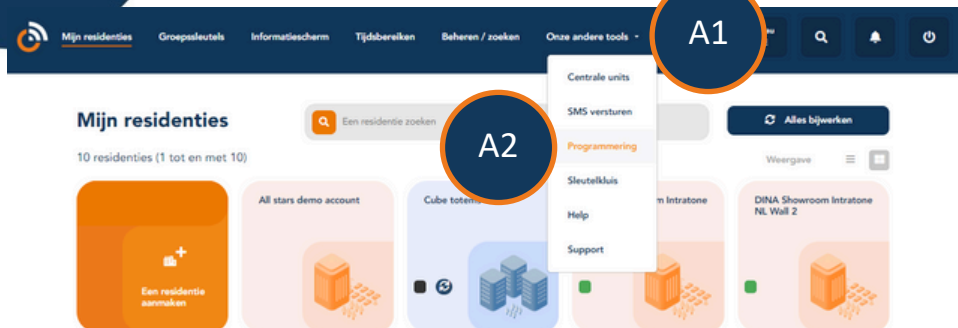 Mijn residenties
Groepssleutels
Informatiescherm
Tijdsbereiken
Beheren / zoeken
Onze andere tools
A1
Centrale units
SMS versturen
Programmering
Sleutelkluis
Help
Support
Mijn residenties
Een residentie zoeken
A2
Alles bijwerken
10 residenties (1 tot en met 10)
Weergave
Een residentie
aanmaken
All stars demo account
Cube
Intratone
DINA Showroom Intratone
NL Wall 2